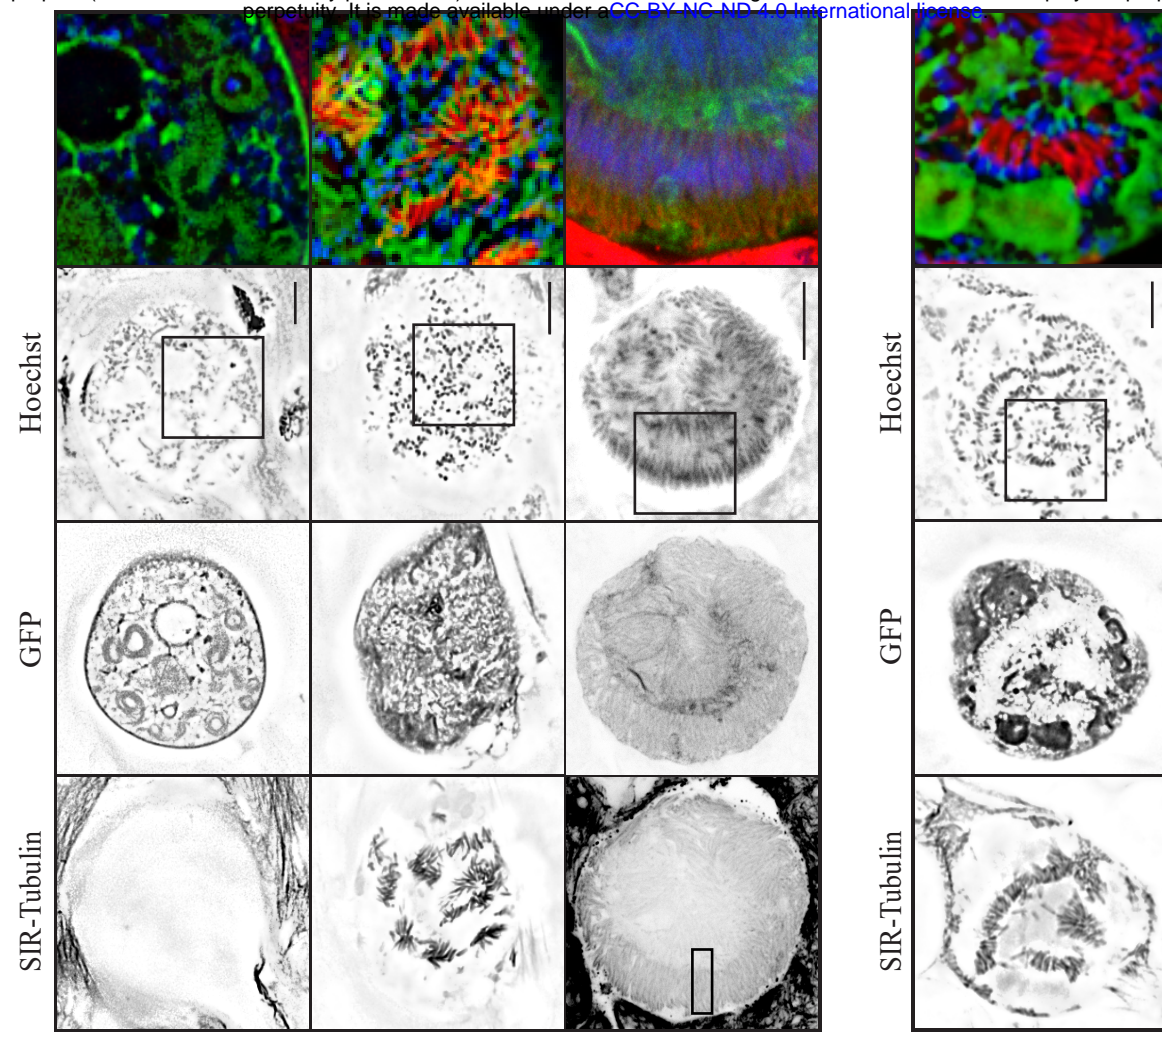 perpetuity. It is made available under aCC-BY-NC-ND 4.0 International license.
Hoechst
Hoechst
GFP
GFP
SIR-Tubulin
SIR-Tubulin